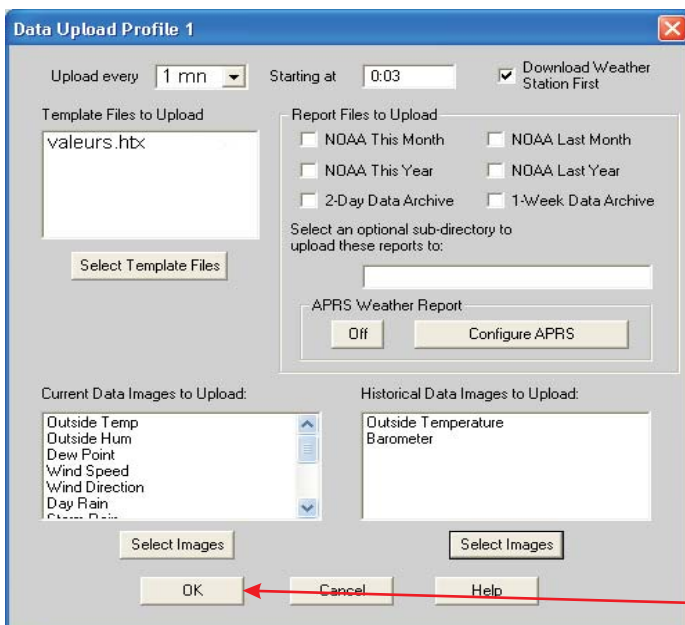 Data Upload Profile 1
Upload every 1 mn Starting at 0:03 Download Weather Station First
Template Files to Upload
valeurs.htx
Select Template Files
Report Files to Upload
NOAA This Month NOAA Last Month
NOAA This Year NOAA Last Year
2-Day Data Archive 1-Week Data Archive
Select an optional sub-directory to
upload these reports to:
APRS Weather Report
Off Configure APRS
Current Data Images to Upload:
Outside Temp
Outside Hum
Dew Point
Wind Speed
Wind Direction
Day Rain
Select Images
Historical Data Images to Upload:
Outside Temperature
Barometer
Select Images
OK Cancel Help